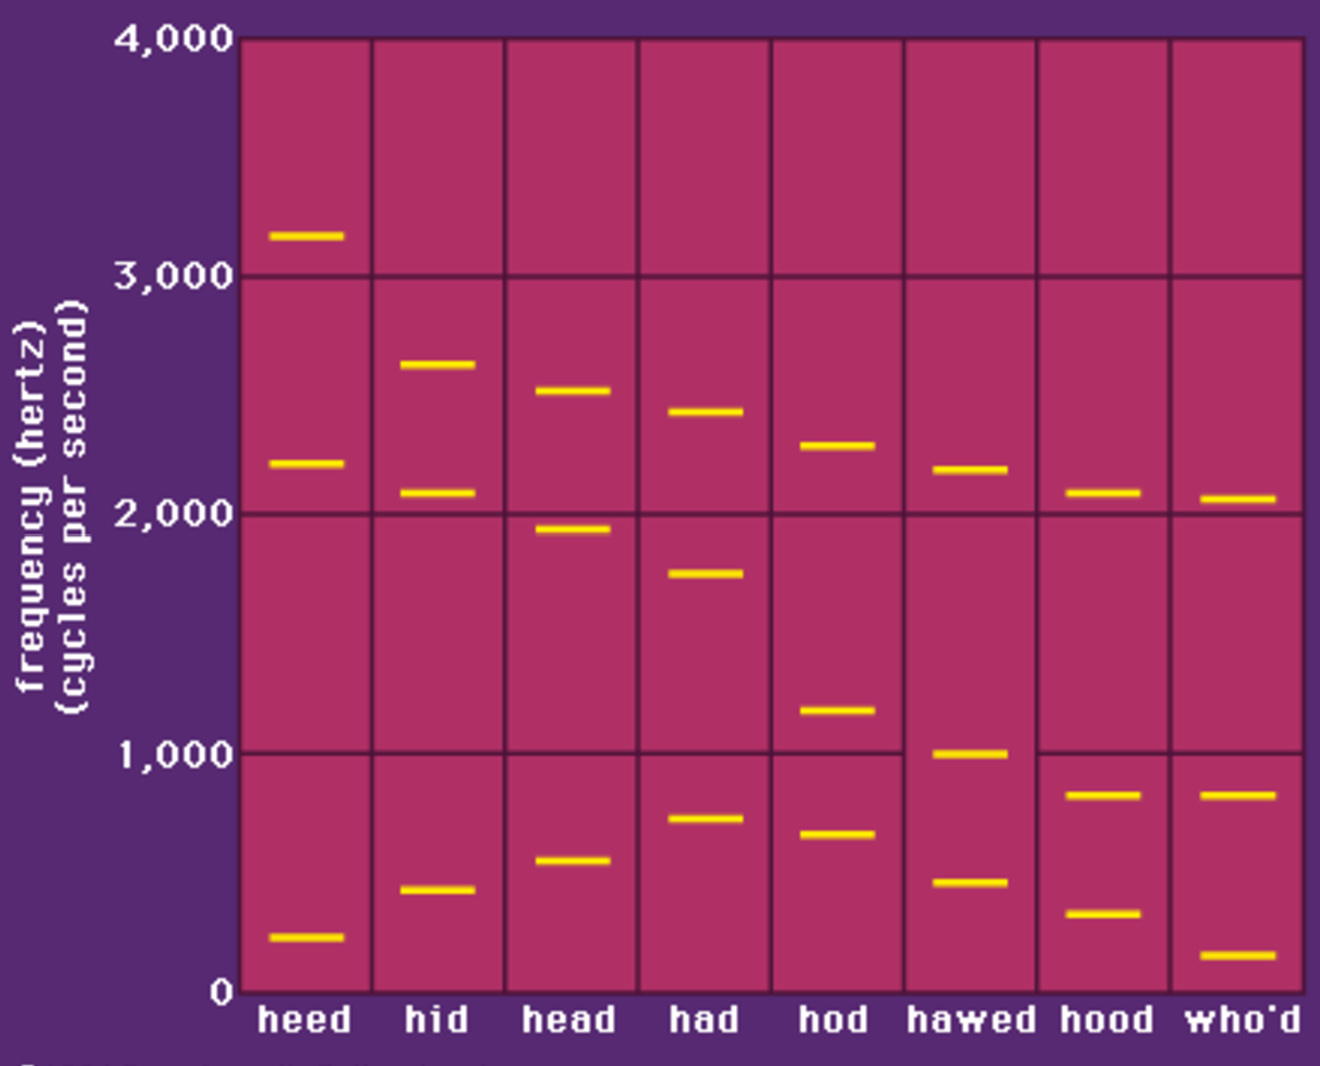 4,000
3,000
2,000
1,000
0
frequency (hertz)
(cycles per second)
heed hid head had hod hawed hood who'd